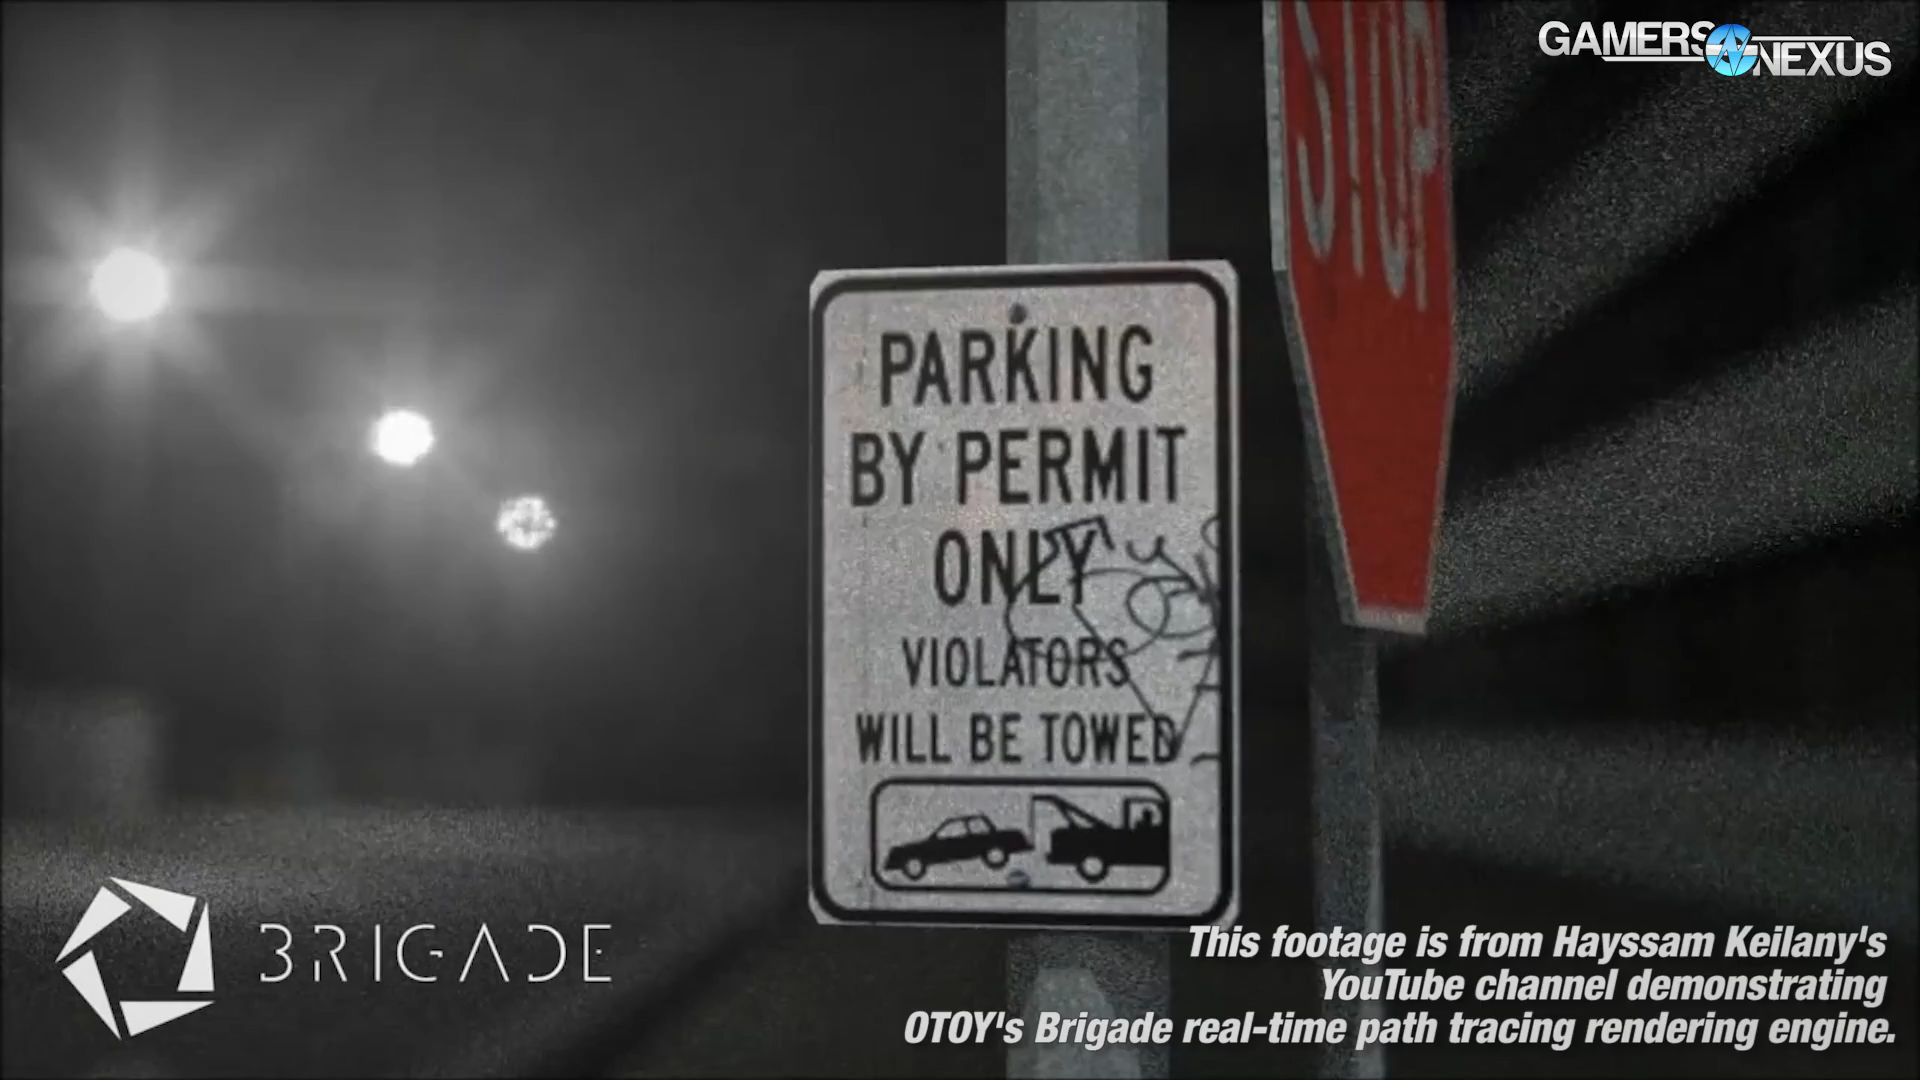 GAMERS NEXUS
STOP
PARKING
BY PERMIT
ONLY
VIOLATORS
WILL BE TOWED
BRIGADE
This footage is from Hayssam Keilany's
YouTube channel demonstrating
OTOY's Brigade real-time path tracing rendering engine.